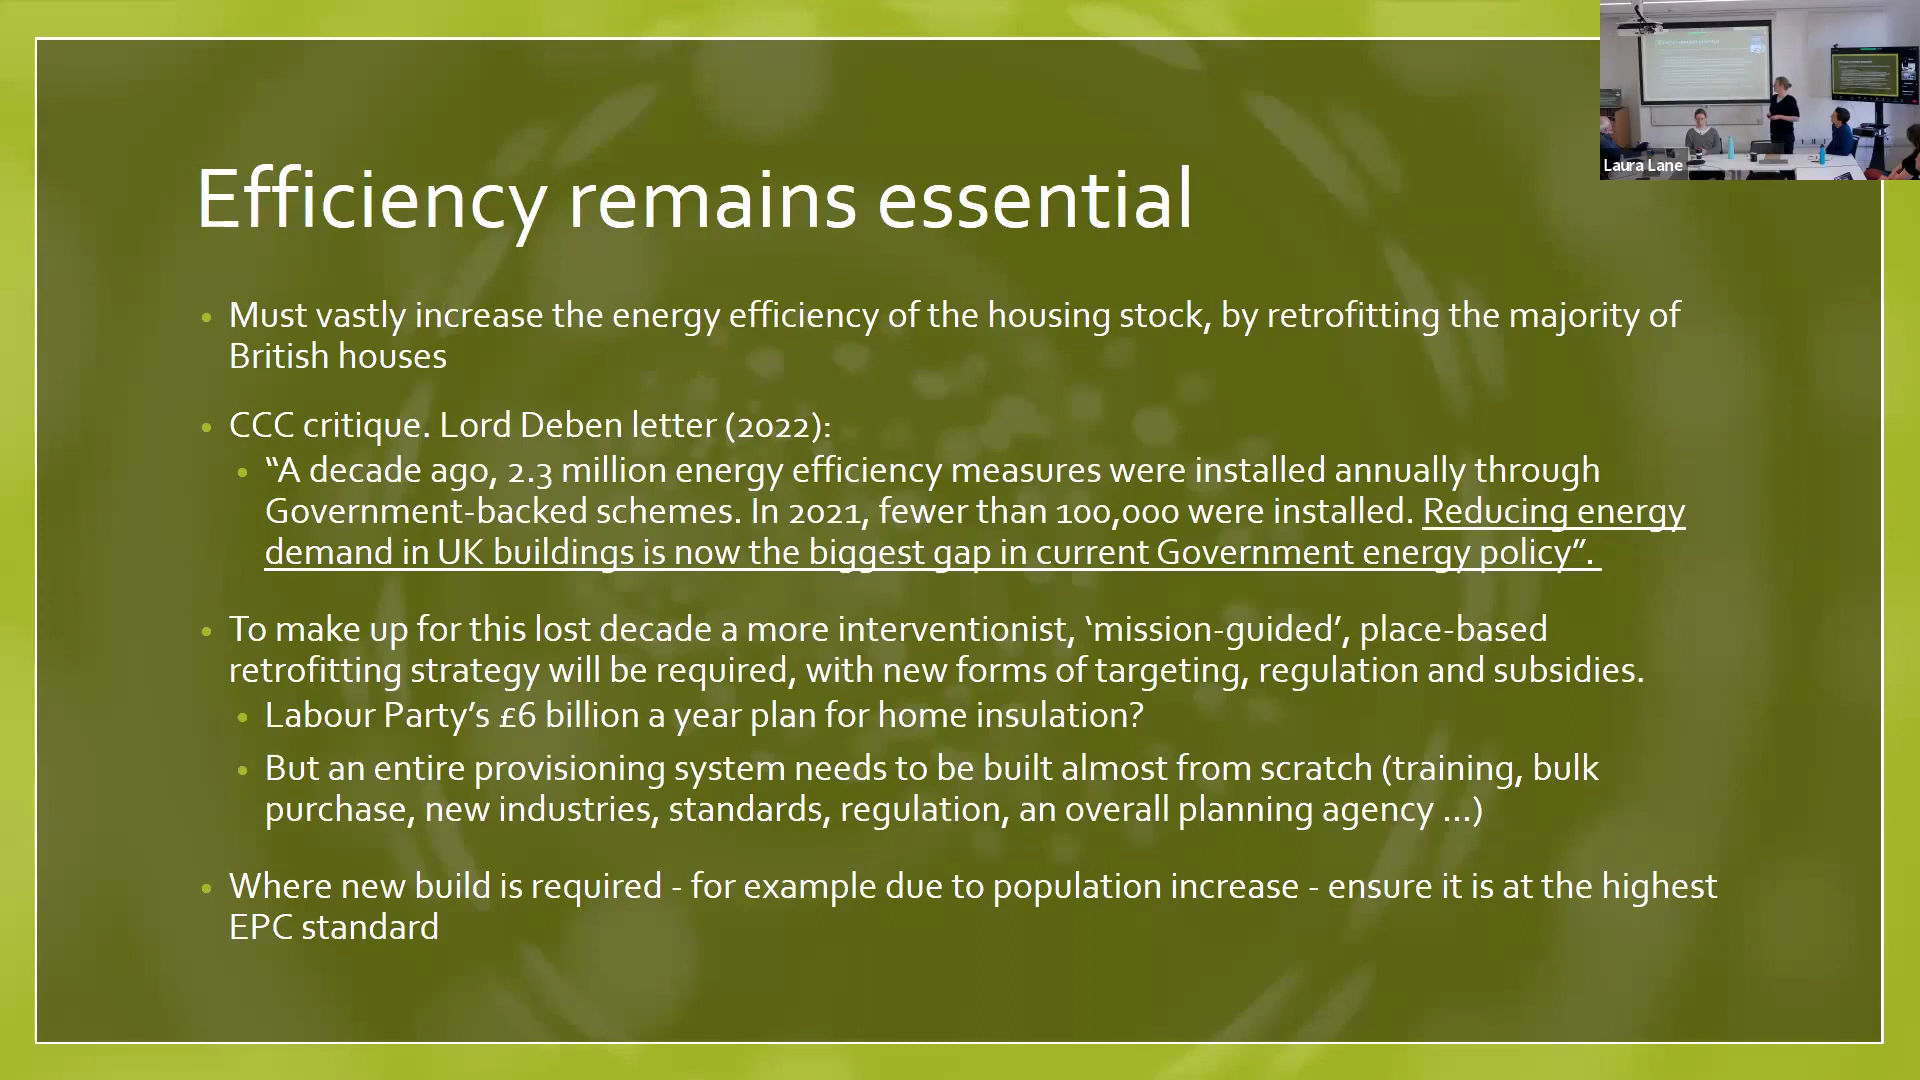 Efficiency remains essential
• Must vastly increase the energy efficiency of the housing stock, by retrofitting the majority of
British houses
• CCC critique. Lord Deben letter (2022):
• “A decade ago, 2.3 million energy efficiency measures were installed annually through
Government-backed schemes. In 2021, fewer than 100,000 were installed. Reducing energy
demand in UK buildings is now the biggest gap in current Government energy policy”.
• To make up for this lost decade a more interventionist, ‘mission-guided’, place-based
retrofitting strategy will be required, with new forms of targeting, regulation and subsidies.
• Labour Party’s £6 billion a year plan for home insulation?
• But an entire provisioning system needs to be built almost from scratch (training, bulk
purchase, new industries, standards, regulation, an overall planning agency ...)
• Where new build is required - for example due to population increase - ensure it is at the highest
EPC standard
Laura Lane